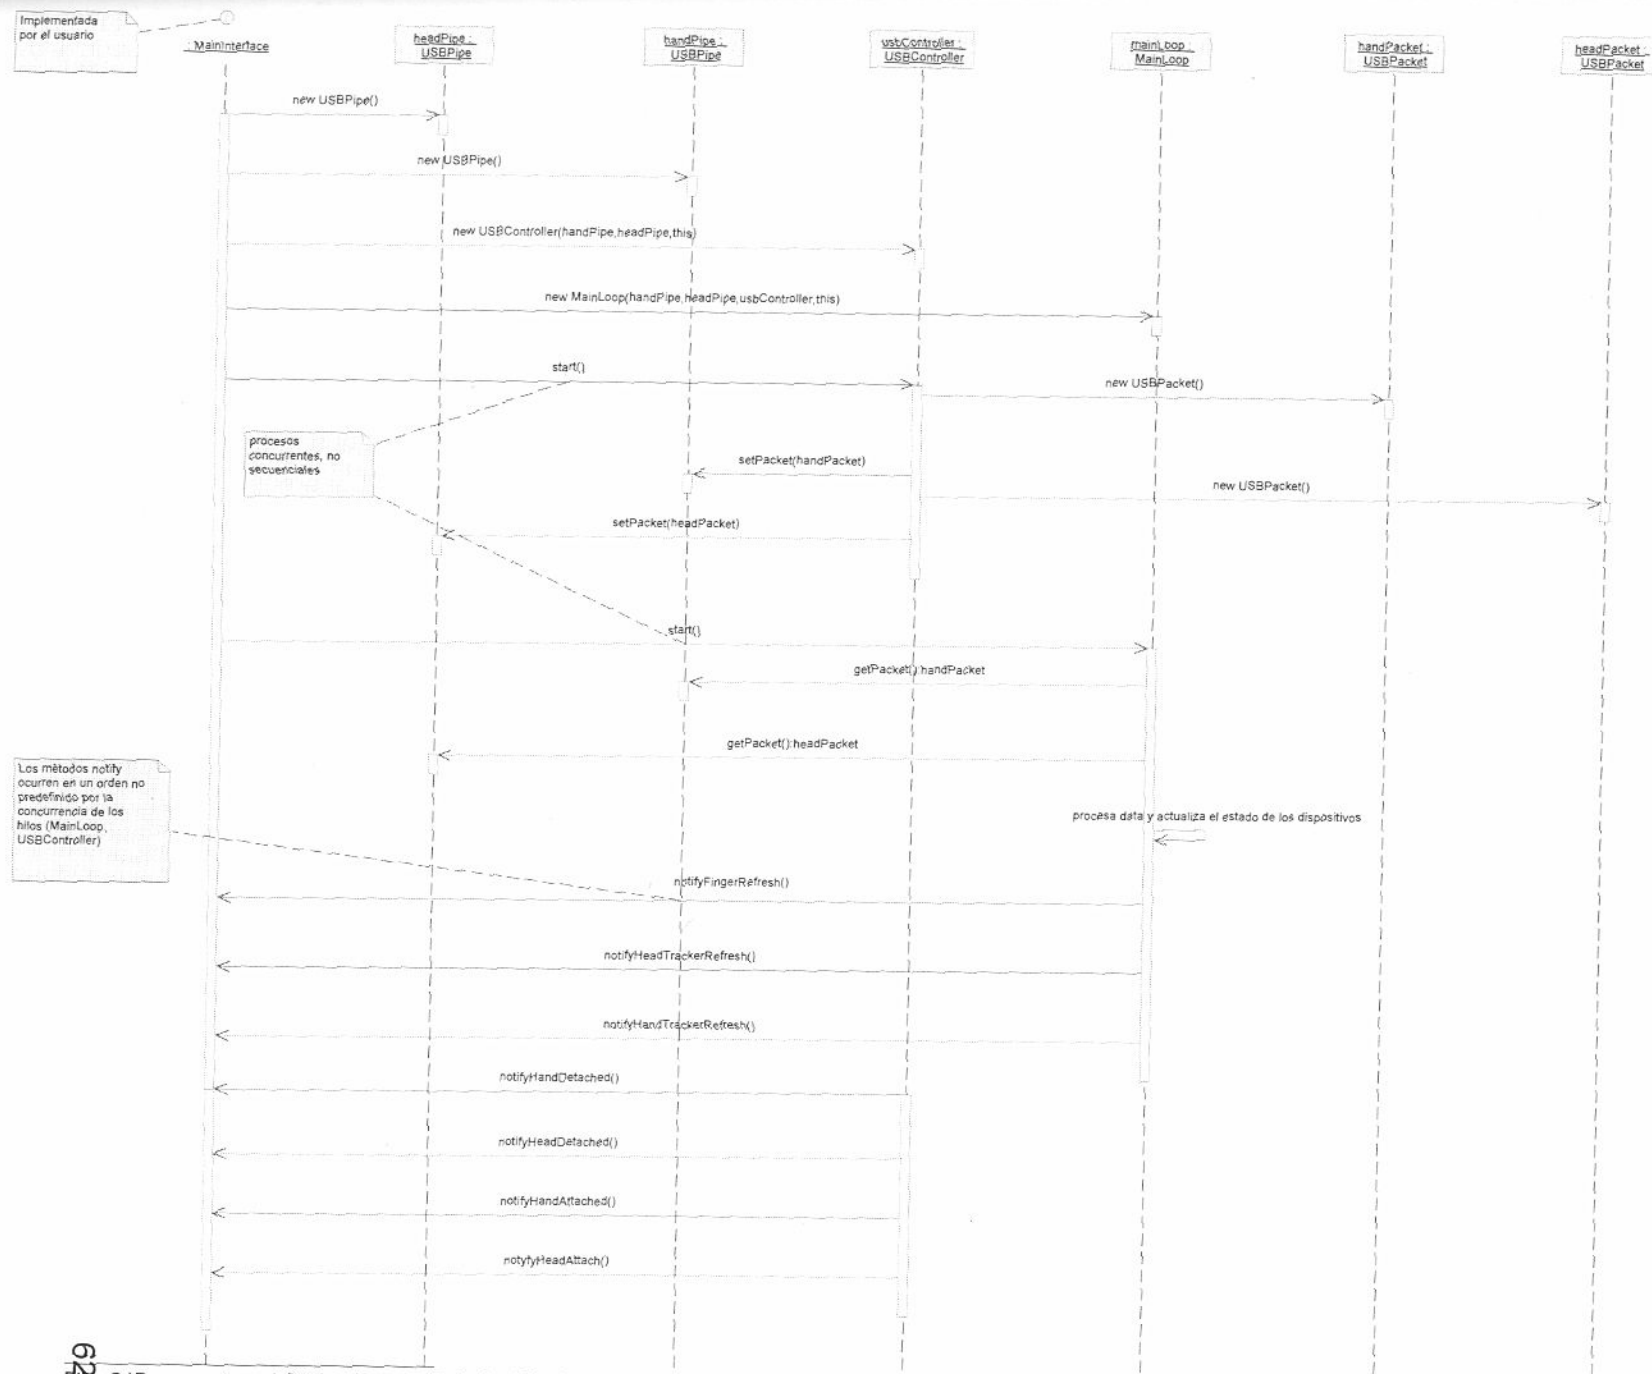 Implementada
por el usuario
: MainInterface
headPipe :
USBPipe
handPipe :
USBPipe
usbController :
USBController
mainLoop :
MainLoop
handPacket :
USBPacket
headPacket :
USBPacket
new USBPipe()
new USBPipe()
new USBController(handPipe,headPipe,this)
new MainLoop(handPipe,headPipe,usbController,this)
start()
new USBPacket()
procesos
concurrentes, no
secuenciales
setPacket(handPacket)
new USBPacket()
setPacket(headPacket)
start()
getPacket():handPacket
getPacket():headPacket
Los métodos notify
ocurren en un orden no
predefinido por la
concurrencia de los
hilos (MainLoop,
USBController)
procesa data y actualiza el estado de los dispositivos
notifyFingerRefresh()
notifyHeadTrackerRefresh()
notifyHandTrackerRefresh()
notifyHandDetached()
notifyHeadDetached()
notifyHandAttached()
notyfyHeadAttach()
62